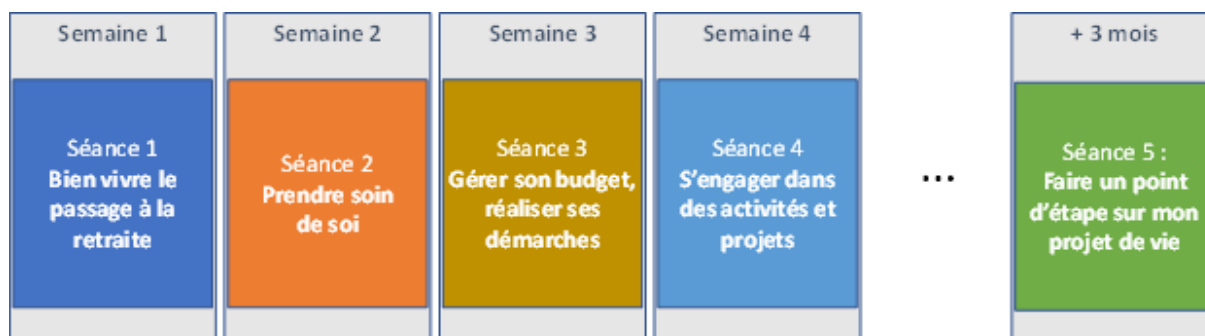 Semaine 1
Semaine 2
Semaine 3
Semaine 4
+ 3 mois
Séance 1
Bien vivre le
passage à la
retraite
Séance 2
Prendre soin
de soi
Séance 3
Gérer son budget,
réaliser ses
démarches
Séance 4
S'engager dans
des activités et
projets
...
Séance 5 :
Faire un point
d'étape sur mon
projet de vie